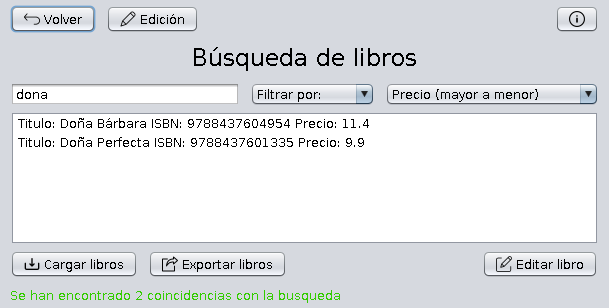 Volver
Edición
Búsqueda de libros
dona
Filtrar por:
Precio (mayor a menor)
Titulo: Doña Bárbara ISBN: 9788437604954 Precio: 11.4
Titulo: Doña Perfecta ISBN: 9788437601335 Precio: 9.9
Cargar libros
Exportar libros
Editar libro
Se han encontrado 2 coincidencias con la busqueda